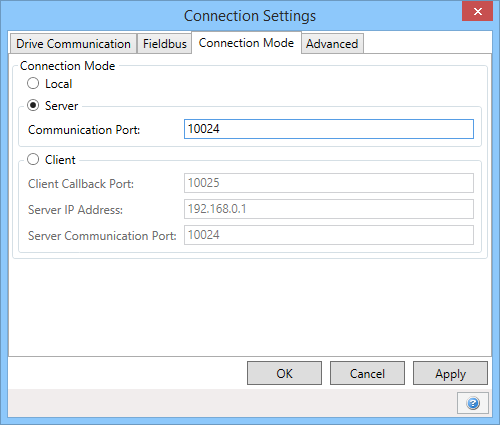 Connection Settings
Drive Communication Fieldbus Connection Mode Advanced
Connection Mode
Local
Server
Communication Port: 10024
Client
Client Callback Port: 10025
Server IP Address: 192.168.0.1
Server Communication Port: 10024
OK Cancel Apply